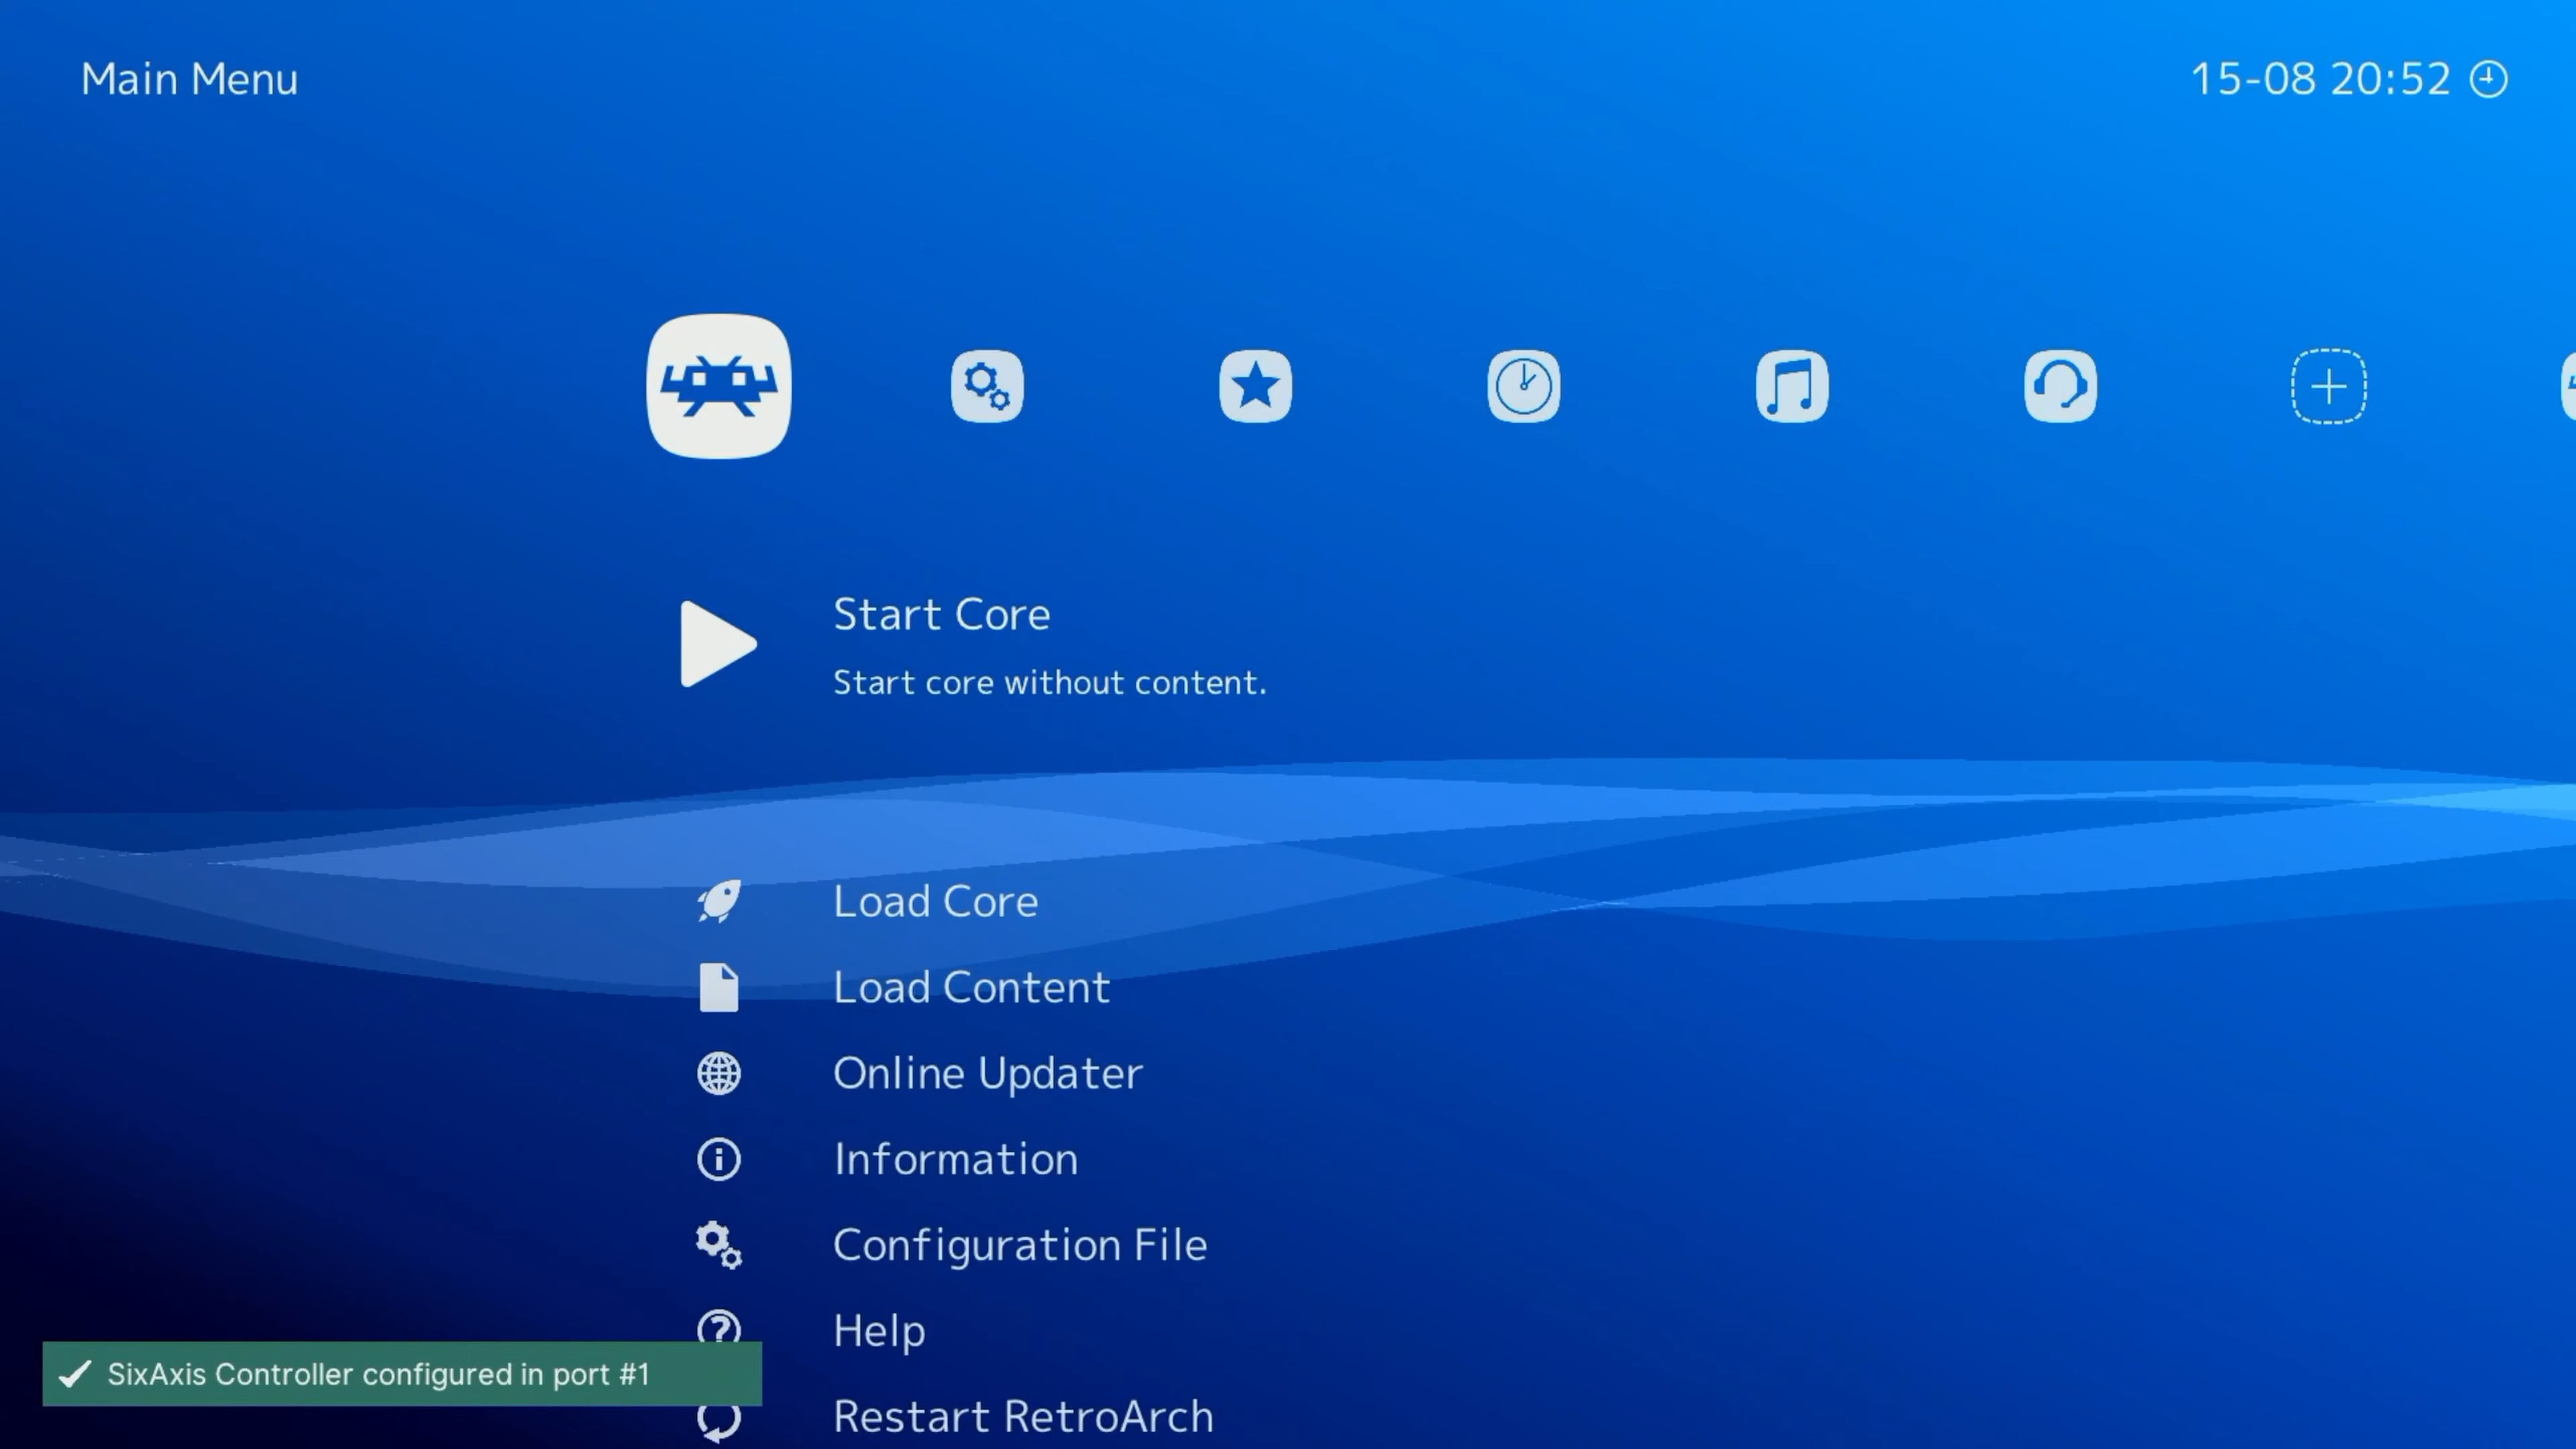 Main Menu
15-08 20:52
Start Core
Start core without content.
Load Core
Load Content
Online Updater
Information
Configuration File
Help
SixAxis Controller configured in port #1
Restart RetroArch